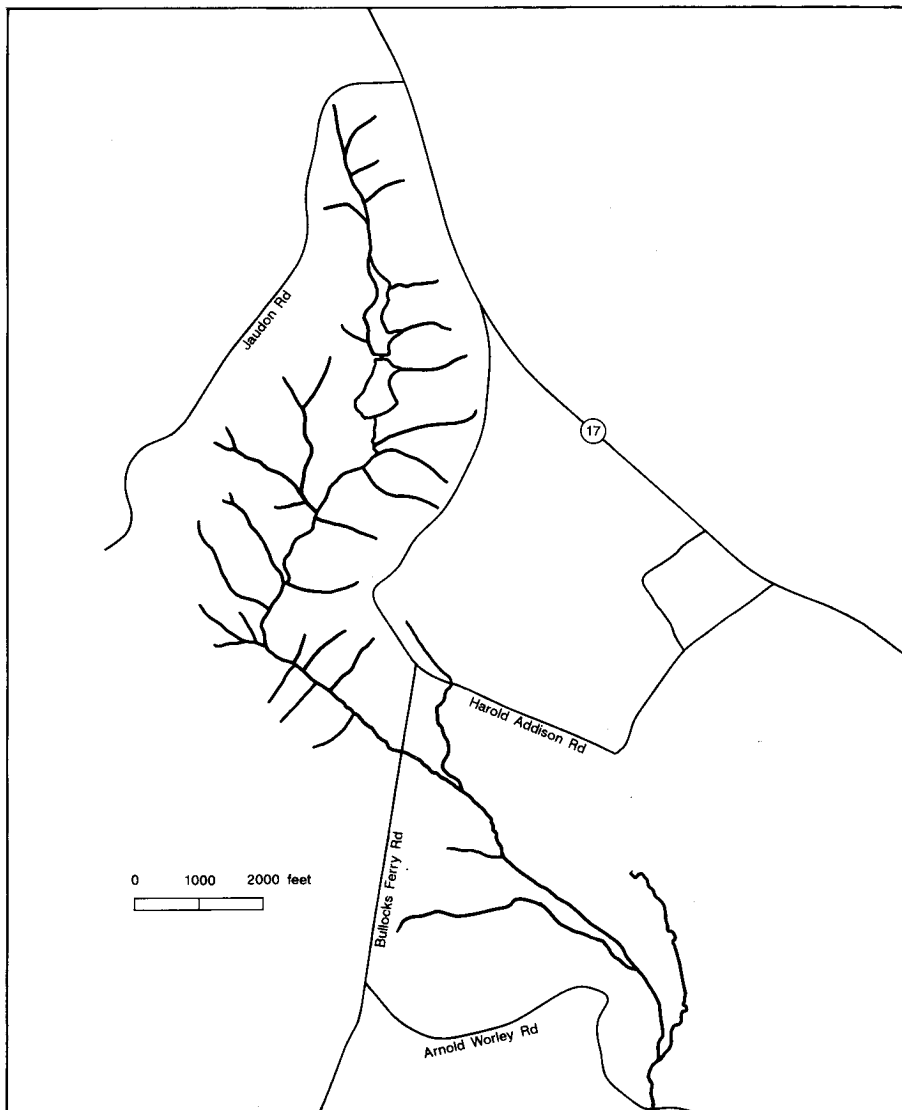 Jaudon Rd
17
Harold Addison Rd
Bullocks Ferry Rd
0 1000 2000 feet
Arnold Worley Rd